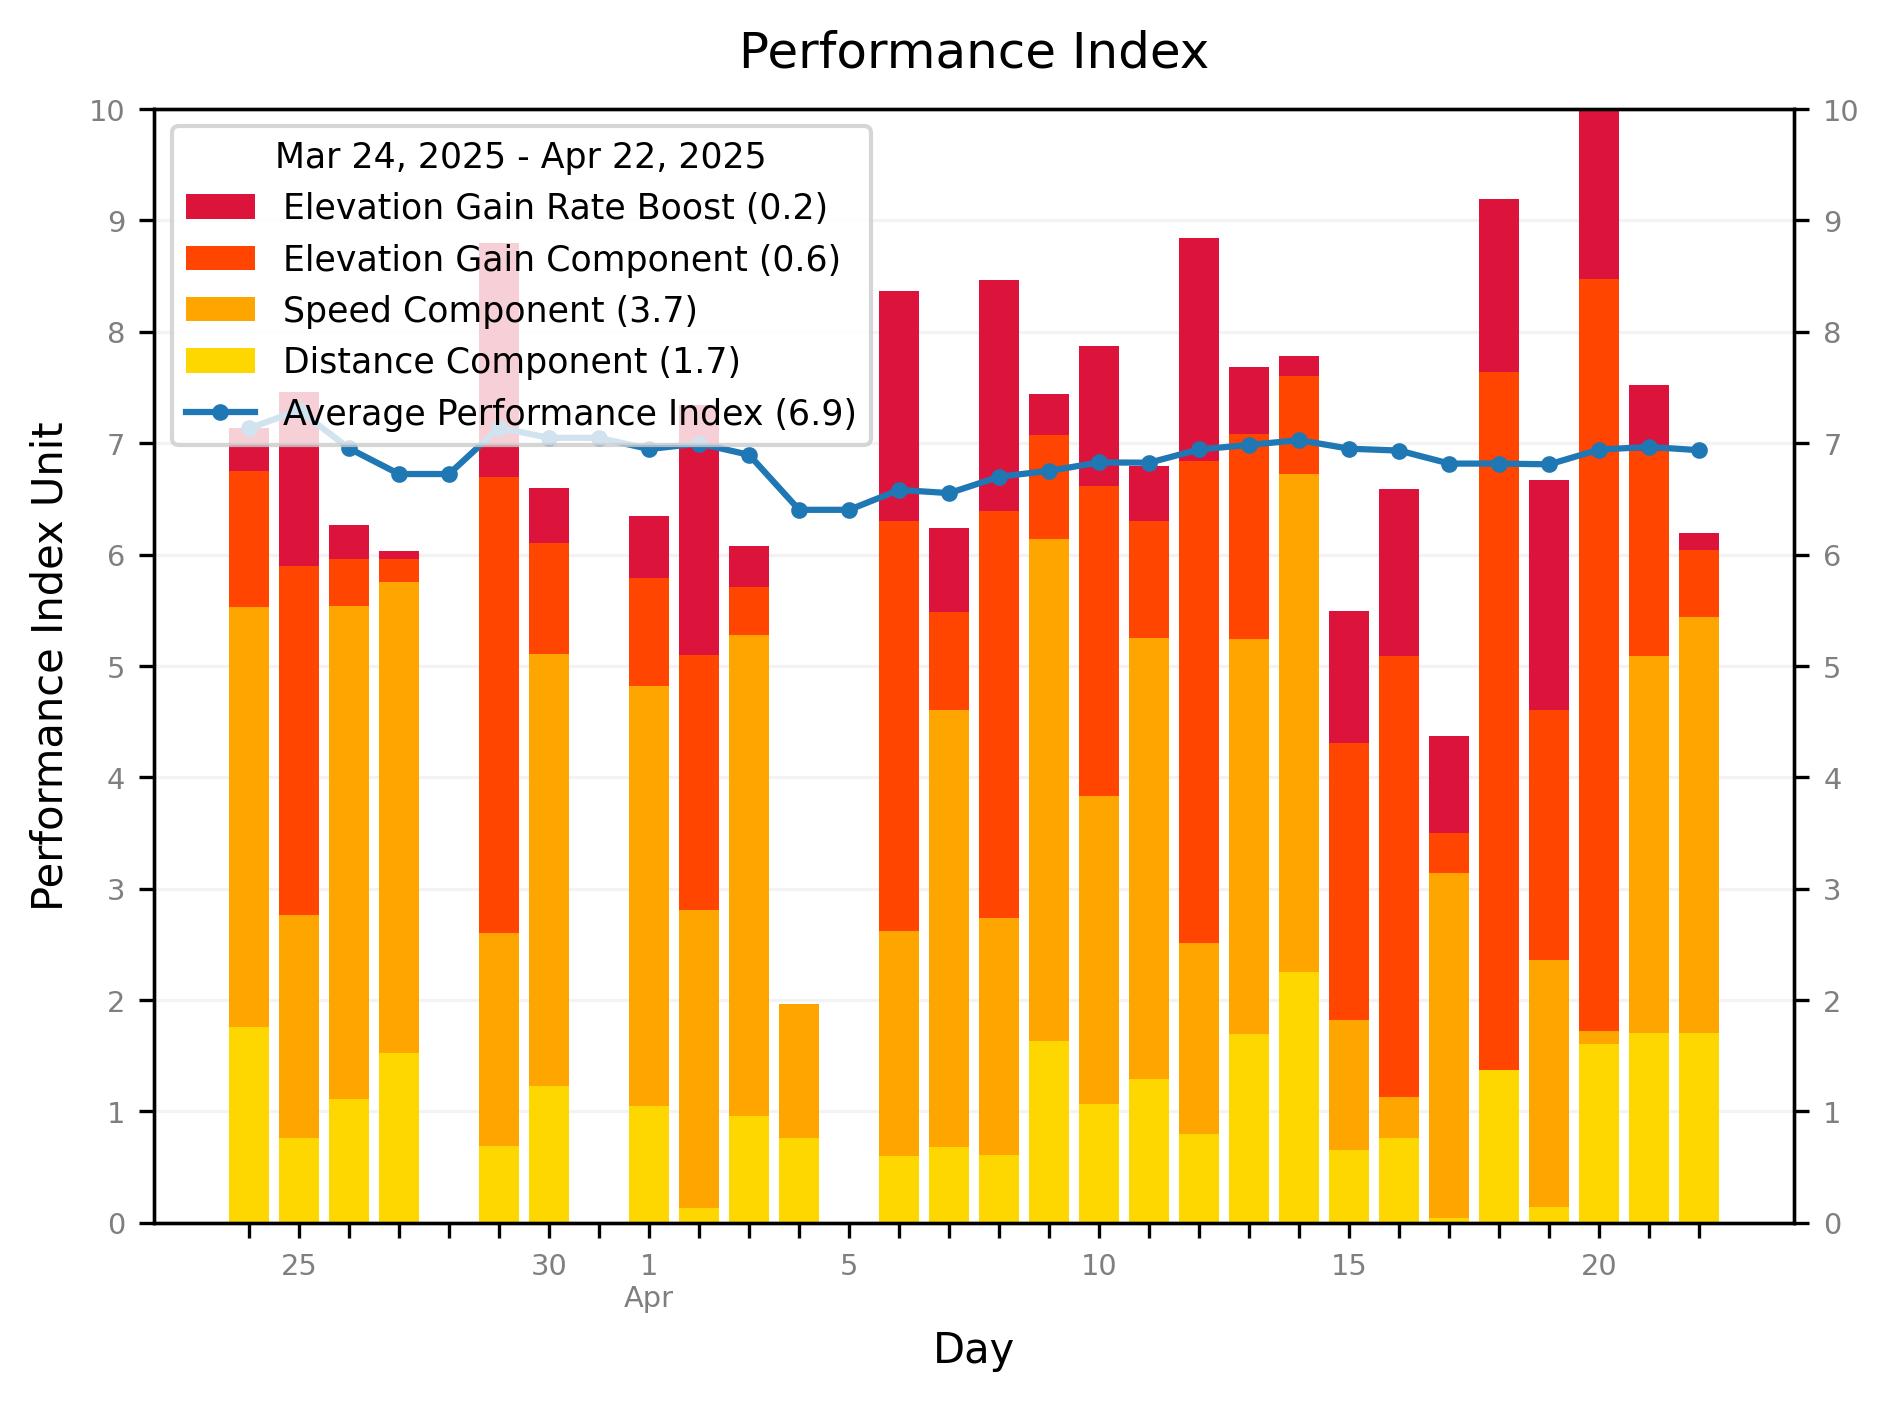 Performance Index
Mar 24, 2025 - Apr 22, 2025
Elevation Gain Rate Boost (0.2)
Elevation Gain Component (0.6)
Speed Component (3.7)
Distance Component (1.7)
Average Performance Index (6.9)
Performance Index Unit
10
9
8
7
6
5
4
3
2
1
0
10
9
8
7
6
5
4
3
2
1
0
25 30 1 5 10 15 20
Apr
Day